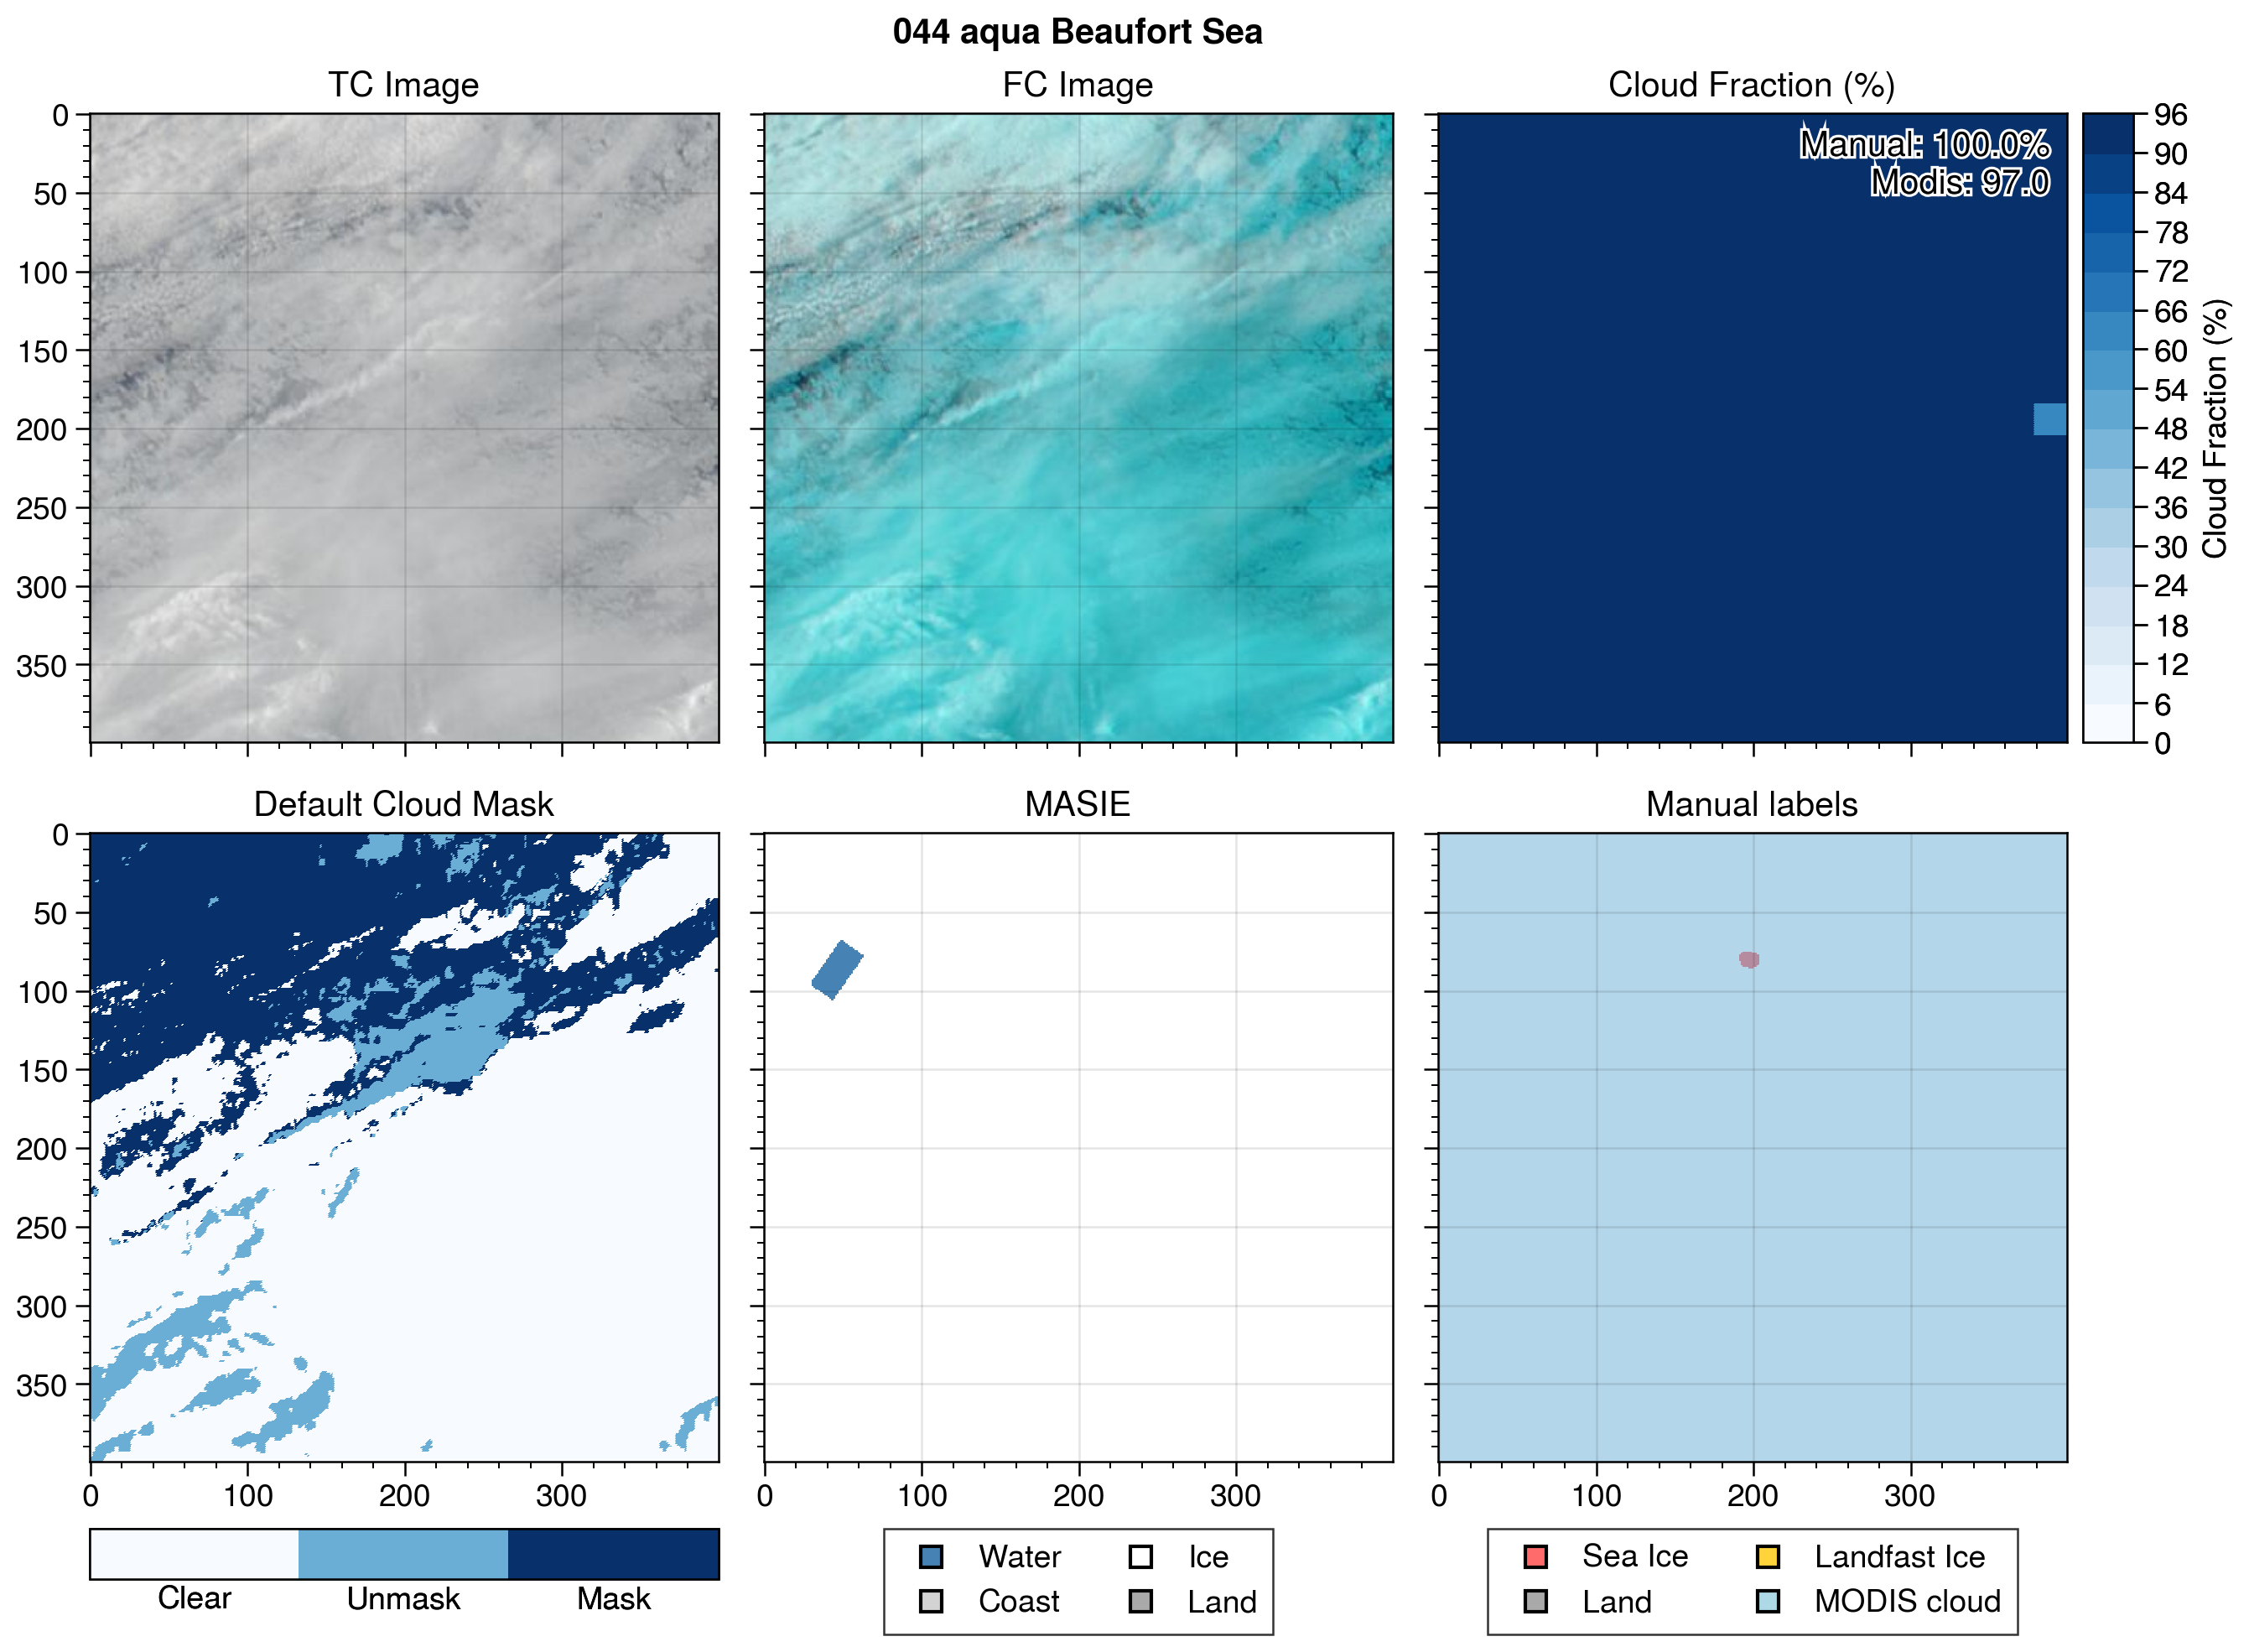 044 aqua Beaufort Sea
TC Image
FC Image
Cloud Fraction (%)
0
50
100
150
200
250
300
350
Manual: 100.0%
Modis: 97.0
96
90
84
78
72
66
60
54
48
42
36
30
24
18
12
6
0
Cloud Fraction (%)
Default Cloud Mask
MASIE
Manual labels
0
50
100
150
200
250
300
350
0 100 200 300
0 100 200 300
0 100 200 300
Clear Unmask Mask
Water Ice
Coast Land
Sea Ice Landfast Ice
Land MODIS cloud